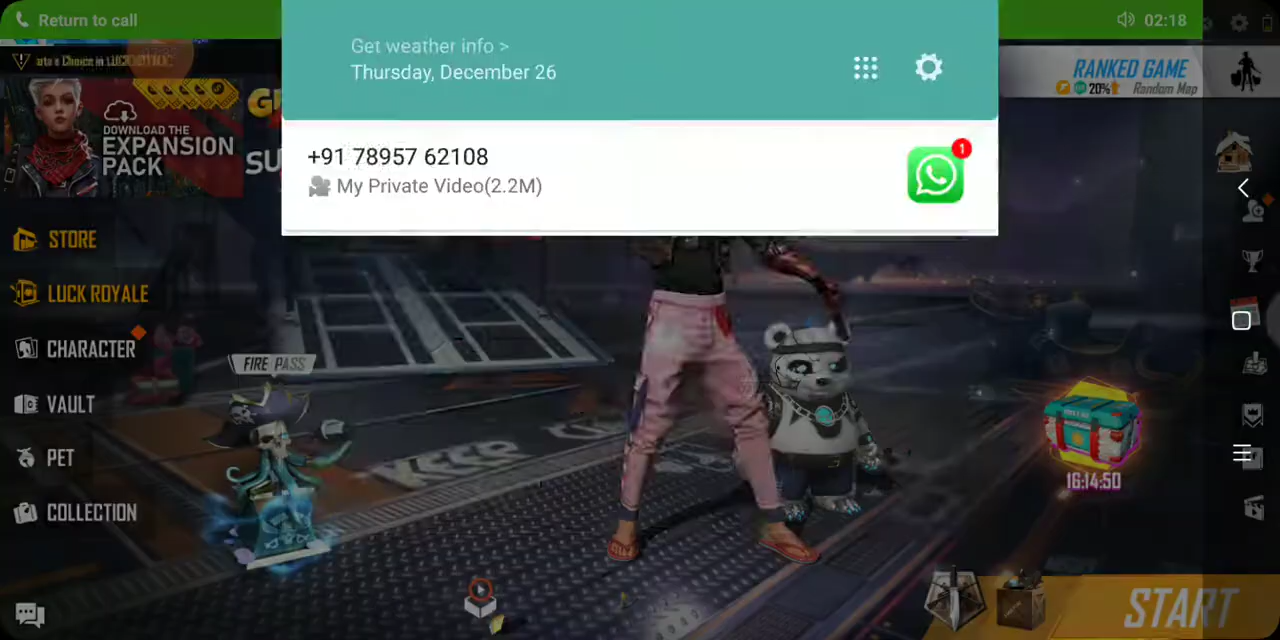 Return to call
02:18
Get weather info >
Thursday, December 26
+91 78957 62108
My Private Video(2.2M)
1
DOWNLOAD THE
EXPANSION
PACK
RANKED GAME
20%
Random Map
STORE
LUCK ROYALE
CHARACTER
VAULT
PET
COLLECTION
FIRE PASS
KEEP
16:14:50
START